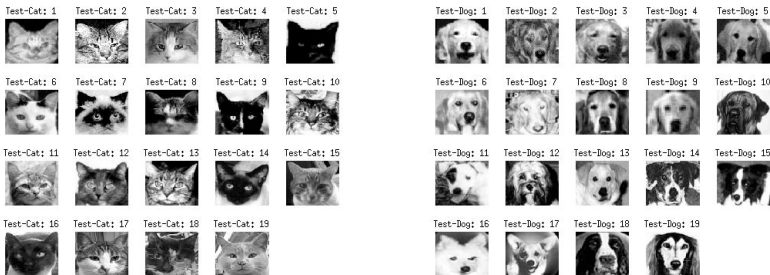 Test-Cat: 1 Test-Cat: 2 Test-Cat: 3 Test-Cat: 4 Test-Cat: 5
Test-Cat: 6 Test-Cat: 7 Test-Cat: 8 Test-Cat: 9 Test-Cat: 10
Test-Cat: 11 Test-Cat: 12 Test-Cat: 13 Test-Cat: 14 Test-Cat: 15
Test-Cat: 16 Test-Cat: 17 Test-Cat: 18 Test-Cat: 19
Test-Dog: 1 Test-Dog: 2 Test-Dog: 3 Test-Dog: 4 Test-Dog: 5
Test-Dog: 6 Test-Dog: 7 Test-Dog: 8 Test-Dog: 9 Test-Dog: 10
Test-Dog: 11 Test-Dog: 12 Test-Dog: 13 Test-Dog: 14 Test-Dog: 15
Test-Dog: 16 Test-Dog: 17 Test-Dog: 18 Test-Dog: 19